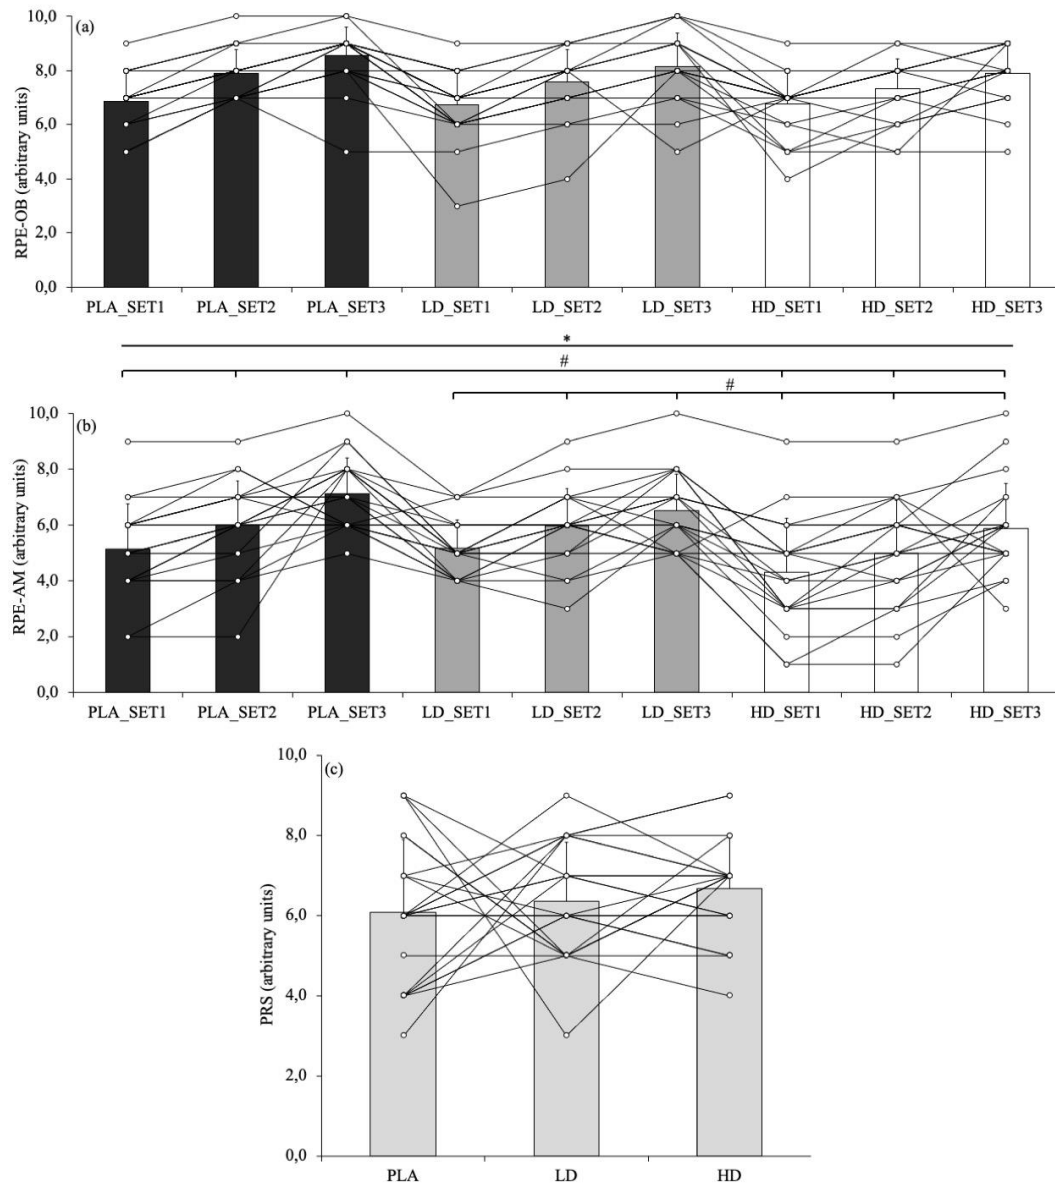 (a)
RPE-OB (arbitrary units)
10,0
8,0
6,0
4,0
2,0
0,0
PLA_SET1 PLA_SET2 PLA_SET3 LD_SET1 LD_SET2 LD_SET3 HD_SET1 HD_SET2 HD_SET3
*
#
#
(b)
RPE-AM (arbitrary units)
10,0
8,0
6,0
4,0
2,0
0,0
PLA_SET1 PLA_SET2 PLA_SET3 LD_SET1 LD_SET2 LD_SET3 HD_SET1 HD_SET2 HD_SET3
(c)
PRS (arbitrary units)
10,0
8,0
6,0
4,0
2,0
0,0
PLA LD HD